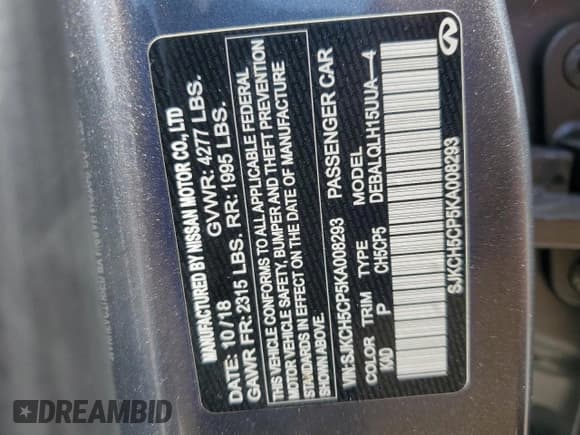 MANUFACTURED BY NISSAN MOTOR CO., LTD
DATE: 10/18 GVWR: 4277 LBS.
GAWR FR: 2315 LBS. RR: 1995 LBS.
THIS VEHICLE CONFORMS TO ALL APPLICABLE FEDERAL
MOTOR VEHICLE SAFETY, BUMPER AND THEFT PREVENTION
STANDARDS IN EFFECT ON THE DATE OF MANUFACTURE
SHOWN ABOVE.
VIN:SJKCH5CP5KA008293 PASSENGER CAR
COLOR TRIM TYPE MODEL
KAD P CH5CP5 DEBALQLH15UUA—4
SJKCH5CP5KA008293
DREAMBID